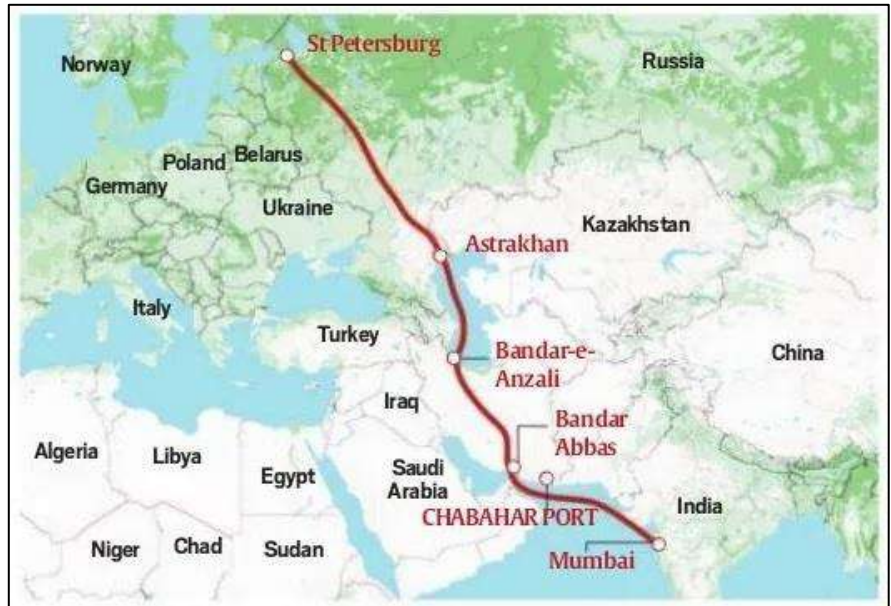 St Petersburg
Norway
Russia
Poland
Belarus
Germany
Ukraine
Kazakhstan
Astrakhan
Italy
Turkey
Bandar-e-
Anzali
China
Iraq
Bandar
Abbas
Algeria
Libya
Egypt
Saudi
Arabia
CHABAHAR PORT
India
Niger
Chad
Sudan
Mumbai